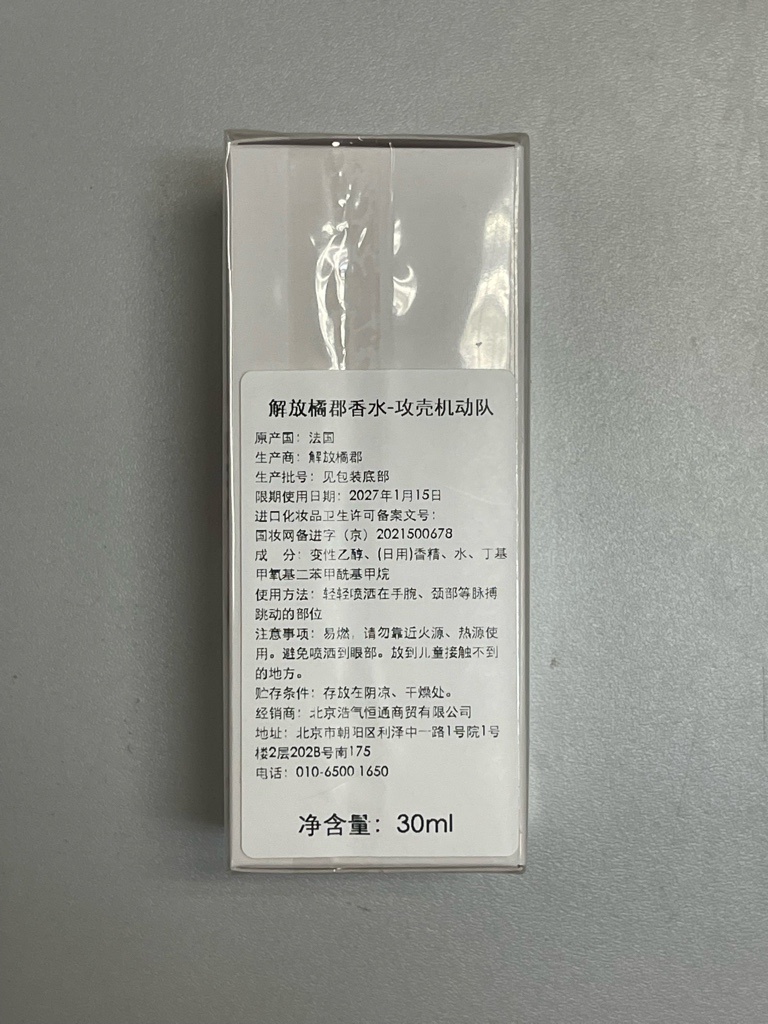 解放橘郡香水-攻壳机动队
原产国：法国
生产商：解放橘郡
生产批号：见包装底部
限期使用日期：2027年1月15日
进口化妆品卫生许可备案文号：
国妆网备进字（京）2021500678
成　分：变性乙醇、(日用)香精、水、丁基
甲氧基二苯甲酰基甲烷
使用方法：轻轻喷洒在手腕、颈部等脉搏
跳动的部位
注意事项：易燃，请勿靠近火源、热源使
用。避免喷洒到眼部。放到儿童接触不到
的地方。
贮存条件：存放在阴凉、干燥处。
经销商：北京浩气恒通商贸有限公司
地址：北京市朝阳区利泽中一路1号院1号
楼2层202B号南175
电话：010-6500 1650
净含量：30ml